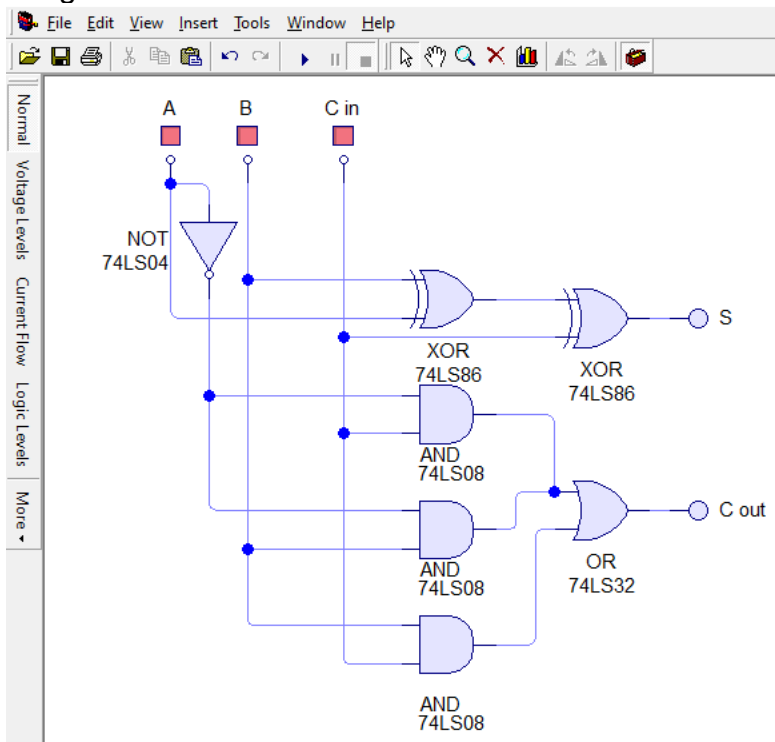 File Edit View Insert Tools Window Help
Normal
Voltage Levels
Current Flow
Logic Levels
More
A B C in
NOT
74LS04
XOR
74LS86
XOR
74LS86
S
AND
74LS08
AND
74LS08
OR
74LS32
C out
AND
74LS08